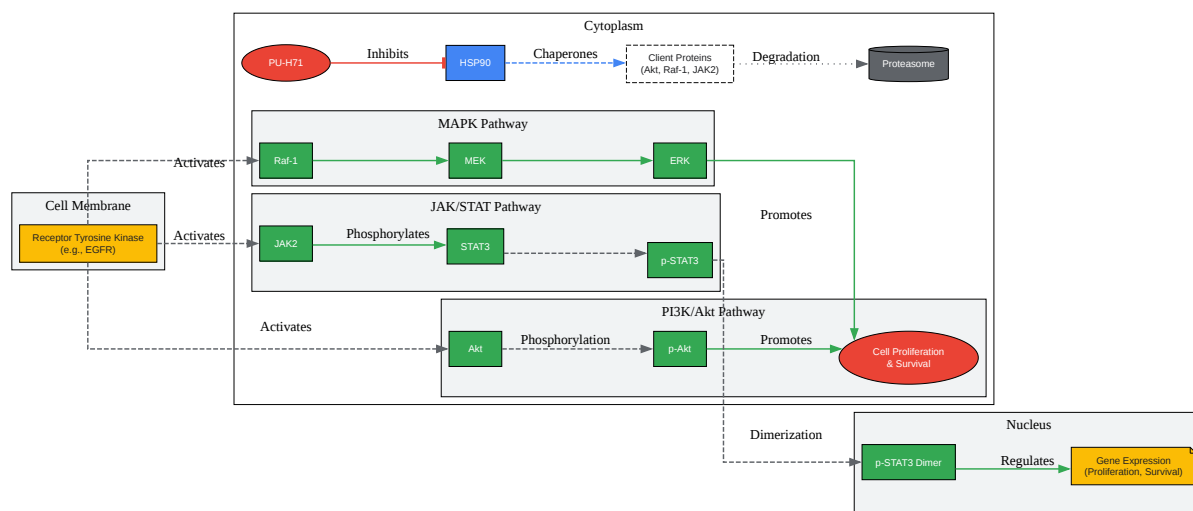 Cytoplasm
PU-H71
Inhibits
HSP90
Chaperones
Client Proteins
(Akt, Raf-1, JAK2)
Degradation
Proteasome
MAPK Pathway
Activates
Raf-1
MEK
ERK
Cell Membrane
Receptor Tyrosine Kinase
(e.g., EGFR)
Activates
JAK/STAT Pathway
JAK2
Phosphorylates
STAT3
p-STAT3
Promotes
PI3K/Akt Pathway
Activates
Akt
Phosphorylation
p-Akt
Promotes
Cell Proliferation
& Survival
Dimerization
Nucleus
p-STAT3 Dimer
Regulates
Gene Expression
(Proliferation, Survival)